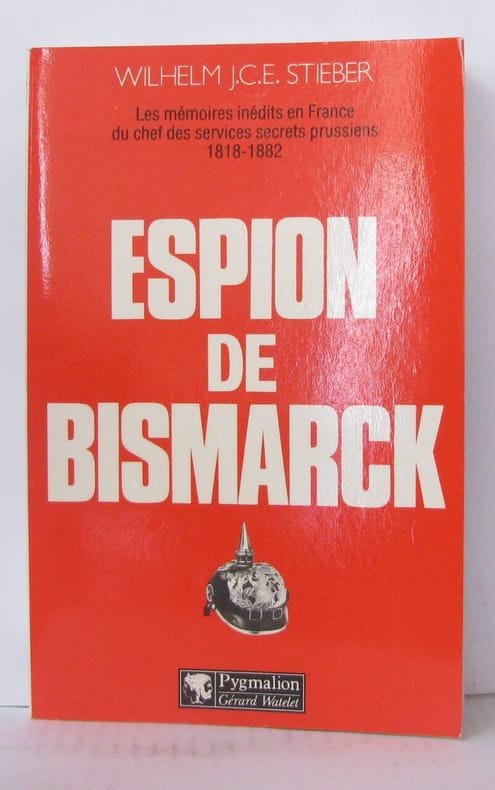 WILHELM J.C.E. STIEBER
Les mémoires inédits en France
du chef des services secrets prussiens
1818-1882
ESPION
DE
BISMARCK
Pygmalion
Gérard Watelet